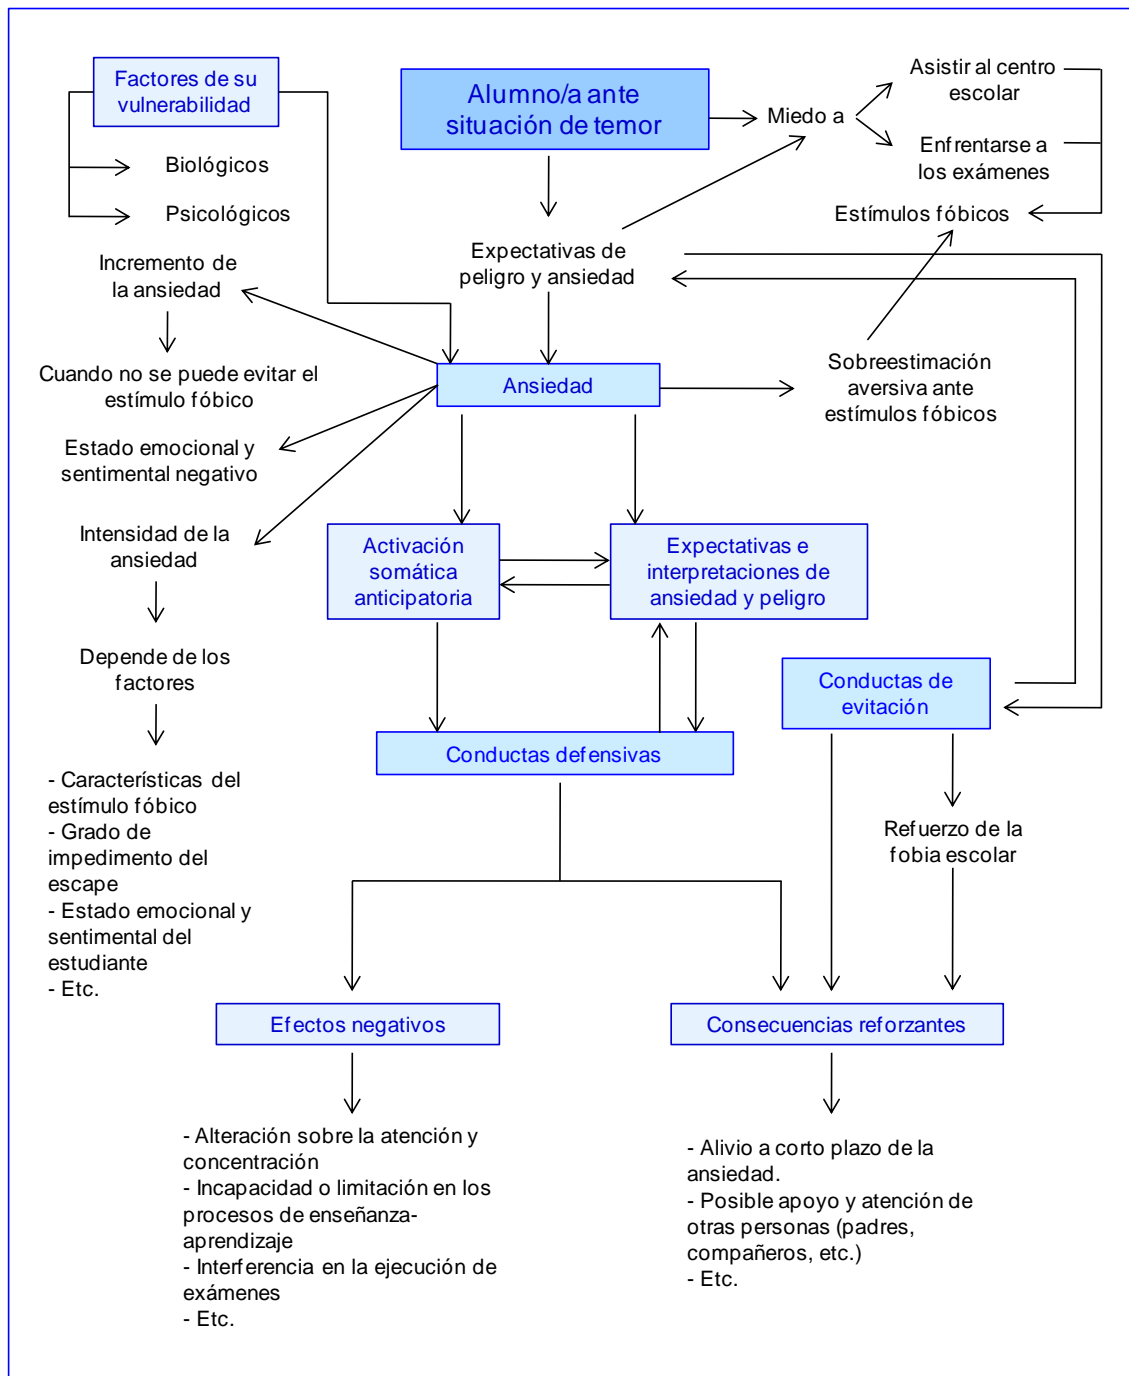 Factores de su
vulnerabilidad
Alumno/a ante
situación de temor
Miedo a
Asistir al centro
escolar
Enfrentarse a
los exámenes
Biológicos
Psicológicos
Estímulos fóbicos
Expectativas de
peligro y ansiedad
Incremento de
la ansiedad
Cuando no se puede evitar el
estímulo fóbico
Ansiedad
Sobreestimación
aversiva ante
estímulos fóbicos
Estado emocional y
sentimental negativo
Intensidad de la
ansiedad
Activación
somática
anticipatoria
Expectativas e
interpretaciones de
ansiedad y peligro
Depende de los
factores
Conductas de
evitación
Conductas defensivas
- Características del
estímulo fóbico
- Grado de
impedimento del
escape
- Estado emocional y
sentimental del
estudiante
- Etc.
Refuerzo de la
fobia escolar
Efectos negativos
Consecuencias reforzantes
- Alteración sobre la atención y
concentración
- Incapacidad o limitación en los
procesos de enseñanza-
aprendizaje
- Interferencia en la ejecución de
exámenes
- Etc.
- Alivio a corto plazo de la
ansiedad.
- Posible apoyo y atención de
otras personas (padres,
compañeros, etc.)
- Etc.